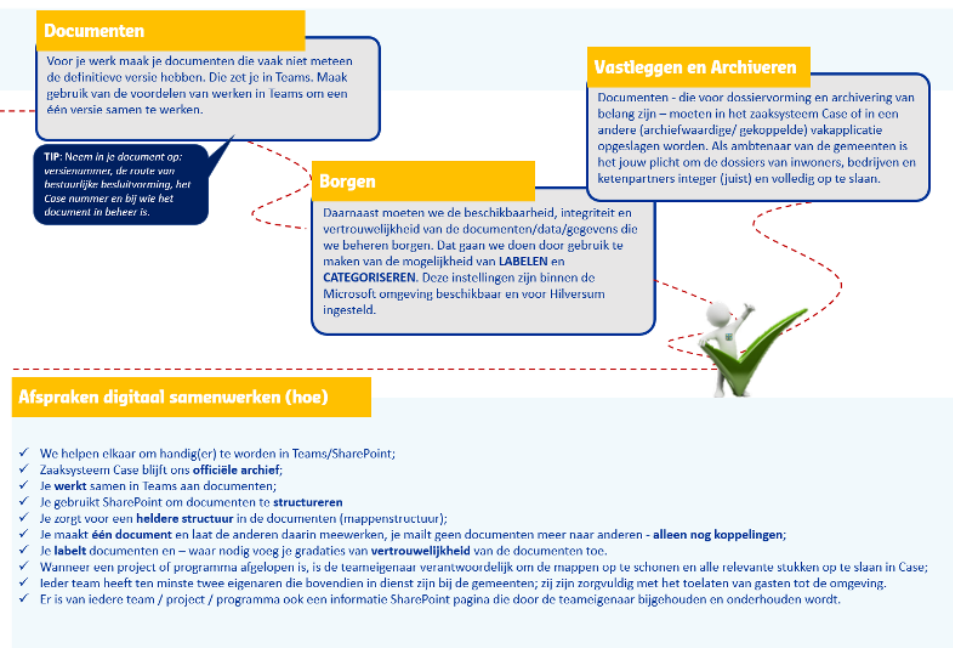 Documenten
Voor je werk maak je documenten die vaak niet meteen
de definitieve versie hebben. Die zet je in Teams. Maak
gebruik van de voordelen van werken in Teams om een
één versie samen te werken.
TIP: Neem in je document op:
versienummer, de route van
bestuurlijke besluitvorming, het
Case nummer en bij wie het
document in beheer is.
Borgen
Daarnaast moeten we de beschikbaarheid, integriteit en
vertrouwelijkheid van de documenten/data/gegevens die
we beheren borgen. Dat gaan we doen door gebruik te
maken van de mogelijkheid van LABELEN en
CATEGORISEREN. Deze instellingen zijn binnen de
Microsoft omgeving beschikbaar en voor Hilversum
ingesteld.
Vastleggen en Archiveren
Documenten - die voor dossiervorming en archivering van
belang zijn – moeten in het zaaksysteem Case of in een
andere (archiefwaardige/ gekoppelde) vakapplicatie
opgeslagen worden. Als ambtenaar van de gemeenten is
het jouw plicht om de dossiers van inwoners, bedrijven en
ketenpartners integer (juist) en volledig op te slaan.
Afspraken digitaal samenwerken (hoe)
✓ We helpen elkaar om handig(er) te worden in Teams/SharePoint;
✓ Zaaksysteem Case blijft ons officiële archief;
✓ Je werkt samen in Teams aan documenten;
✓ Je gebruikt SharePoint om documenten te structureren
✓ Je zorgt voor een heldere structuur in de documenten (mappenstructuur);
✓ Je maakt één document en laat de anderen daarin meewerken, je mailt geen documenten meer naar anderen - alleen nog koppelingen;
✓ Je labelt documenten en – waar nodig voeg je gradaties van vertrouwelijkheid van de documenten toe.
✓ Wanneer een project of programma afgelopen is, is de teameigenaar verantwoordelijk om de mappen op te schonen en alle relevante stukken op te slaan in Case;
✓ Ieder team heeft ten minste twee eigenaren die bovendien in dienst zijn bij de gemeenten; zij zijn zorgvuldig met het toelaten van gasten tot de omgeving.
✓ Er is van iedere team / project / programma ook een informatie SharePoint pagina die door de teameigenaar bijgehouden en onderhouden wordt.